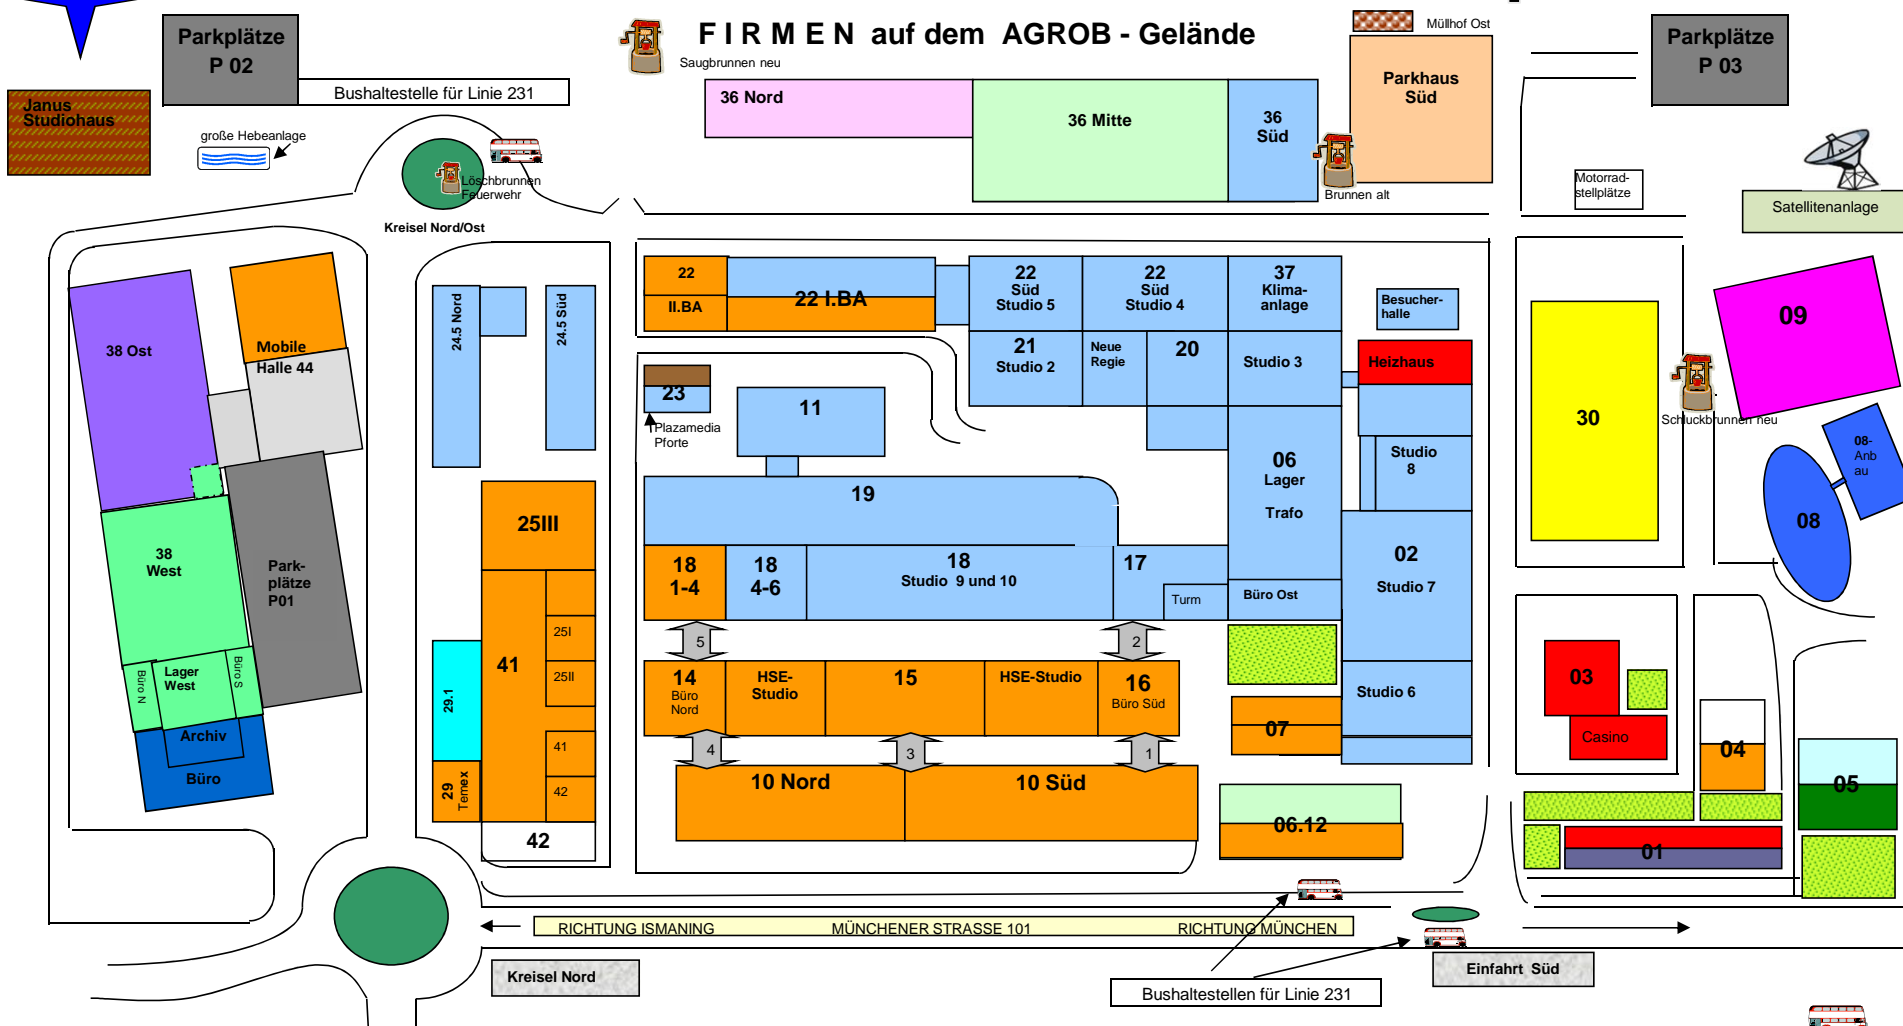 FIRMEN auf dem AGROB - Gelände
Müllhof Ost
Parkplätze
P 02
Parkplätze
P 03
Saugbrunnen neu
Parkhaus
Süd
Bushaltestelle für Linie 231
36 Nord
36 Mitte
36
Süd
Janus
Studiohaus
große Hebeanlage
Löschbrunnen
Feuerwehr
Brunnen alt
Motorrad-
stellplätze
Satellitenanlage
Kreisel Nord/Ost
22
II.BA
22 I.BA
22
Süd
Studio 5
22
Süd
Studio 4
37
Klima-
anlage
Besucher-
halle
09
38 Ost
Mobile
Halle 44
24.5 Nord
24.5 Süd
21
Studio 2
Neue
Regie
20
Studio 3
Heizhaus
23
Plazamedia
Pforte
11
30
Schluckbrunnen neu
08-
Anb
au
08
06
Lager
Trafo
Studio
8
19
25III
38
West
Park-
plätze
P01
18
1-4
18
4-6
18
Studio 9 und 10
17
Turm
Büro Ost
02
Studio 7
25I
25II
41
5
2
29.1
Büro N
Lager
West
Büro S
14
Büro
Nord
HSE-
Studio
15
HSE-Studio
16
Büro Süd
Studio 6
03
Casino
07
04
Archiv
Büro
41
42
4
3
1
29
Temex
10 Nord
10 Süd
05
06.12
42
01
RICHTUNG ISMANING
MÜNCHENER STRASSE 101
RICHTUNG MÜNCHEN
Kreisel Nord
Einfahrt Süd
Bushaltestellen für Linie 231